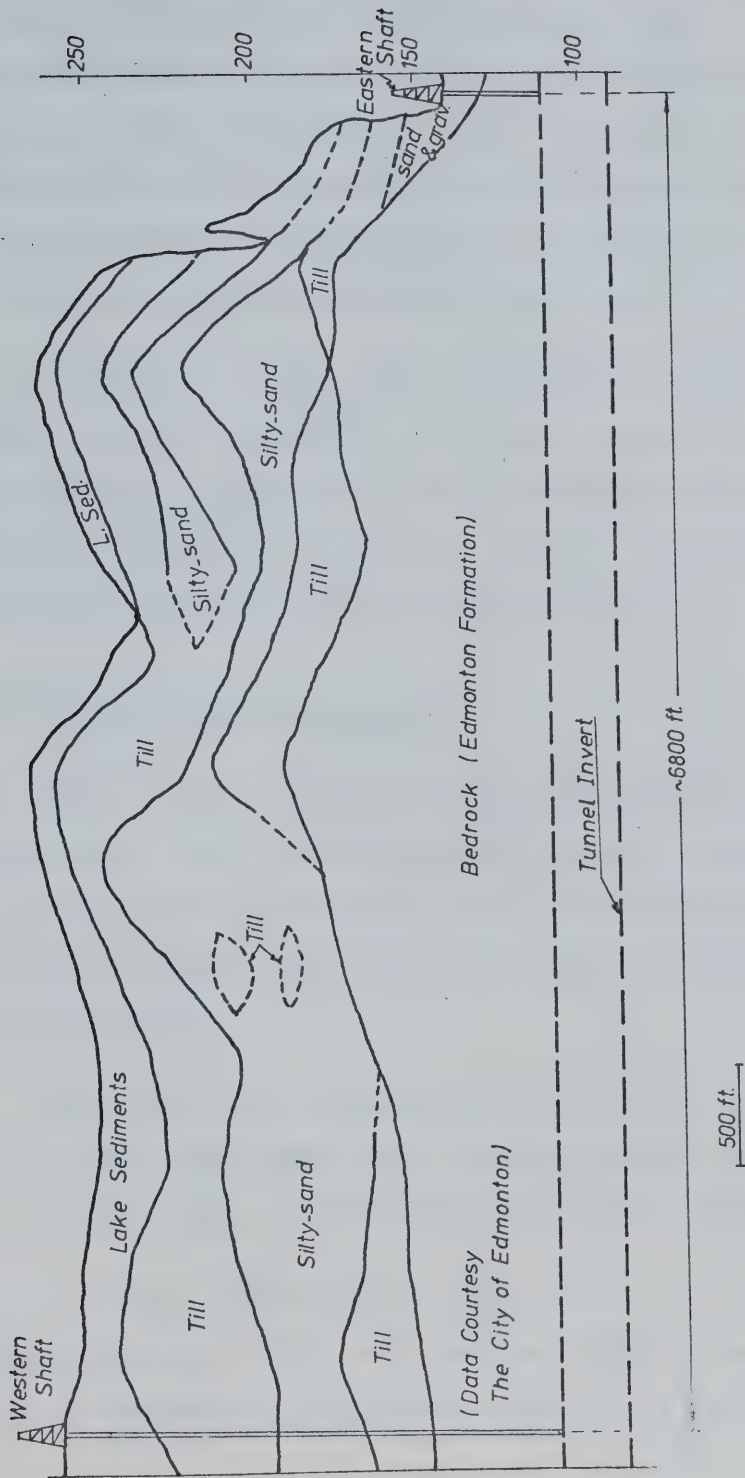 Western
Shaft
250
200
150
100
Eastern
Shaft
Lake Sediments
L. Sed.
Till
Till
Silty-sand
Silty-sand
Till
sand
& grav.
Till
Till
Silty-sand
Till
(Data Courtesy
The City of Edmonton)
Bedrock (Edmonton Formation)
Tunnel Invert
~6800 ft.
500 ft.